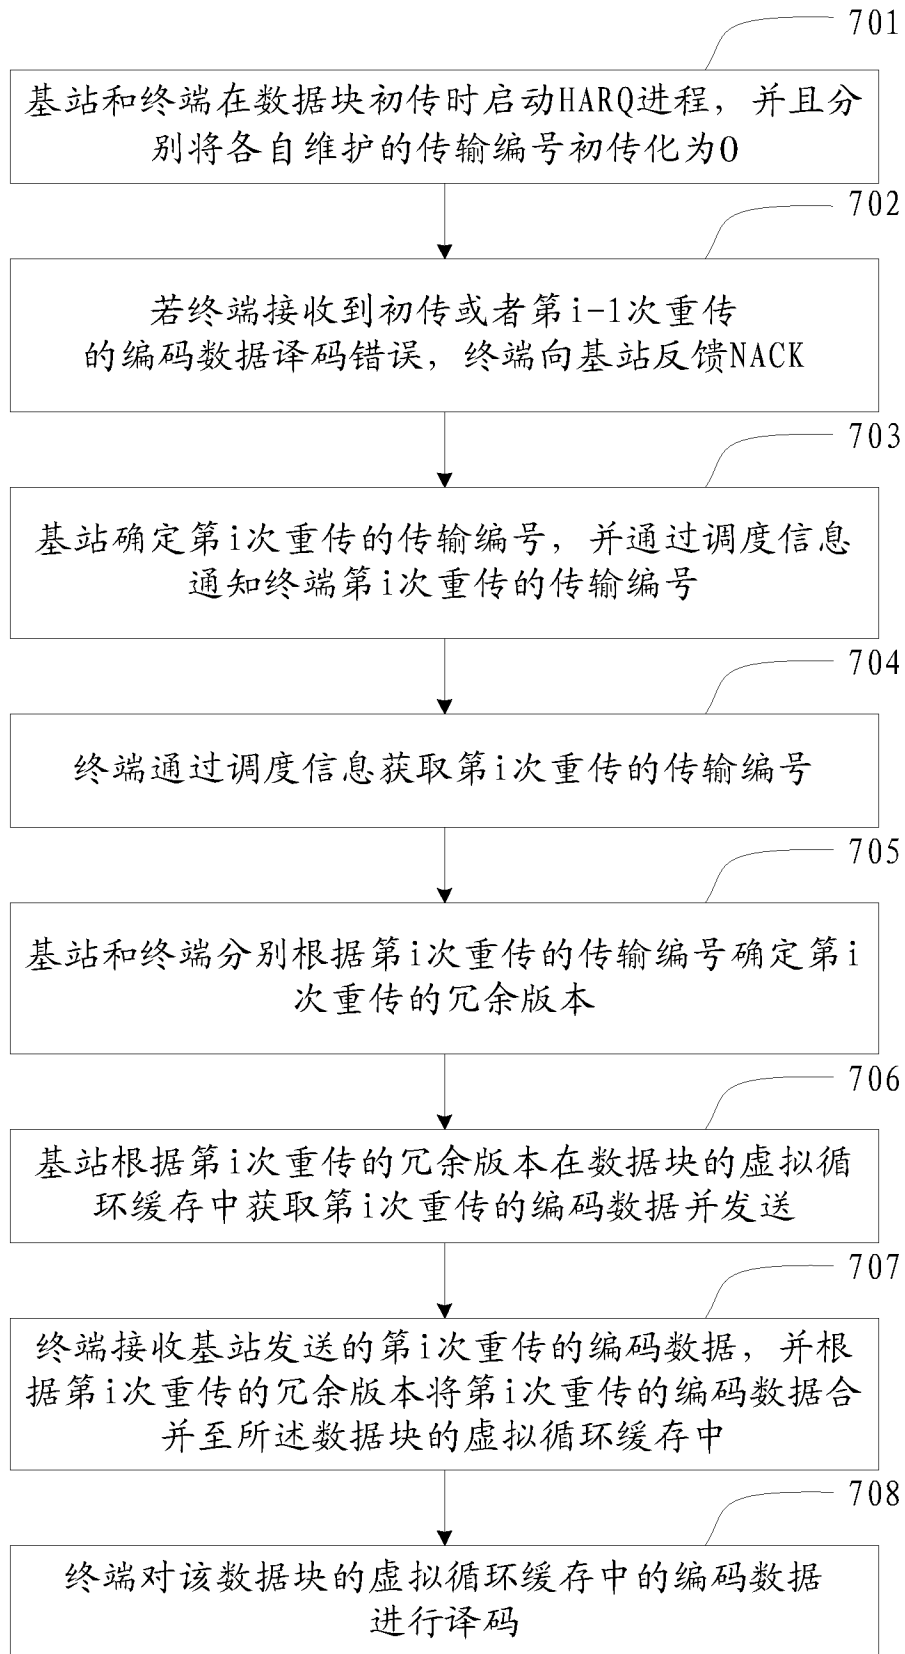 701
基站和终端在数据块初传时启动HARQ进程，并且分
别将各自维护的传输编号初传化为0
702
若终端接收到初传或者第i-1次重传
的编码数据译码错误，终端向基站反馈NACK
703
基站确定第i次重传的传输编号，并通过调度信息
通知终端第i次重传的传输编号
704
终端通过调度信息获取第i次重传的传输编号
705
基站和终端分别根据第i次重传的传输编号确定第i
次重传的冗余版本
706
基站根据第i次重传的冗余版本在数据块的虚拟循
环缓存中获取第i次重传的编码数据并发送
707
终端接收基站发送的第i次重传的编码数据，并根
据第i次重传的冗余版本将第i次重传的编码数据合
并至所述数据块的虚拟循环缓存中
708
终端对该数据块的虚拟循环缓存中的编码数据
进行译码